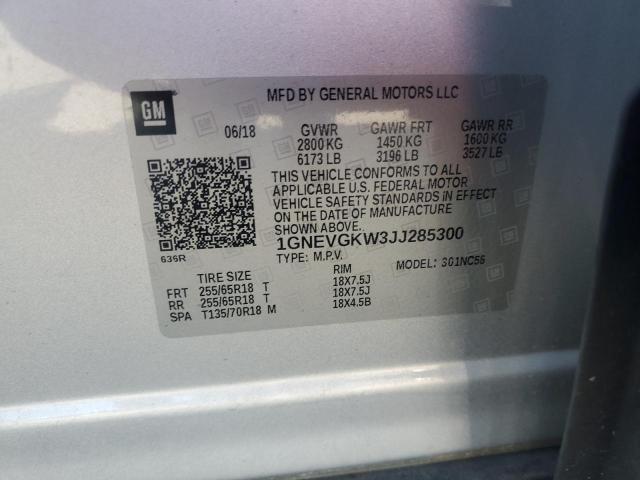 GM
MFD BY GENERAL MOTORS LLC
06/18 GVWR GAWR FRT GAWR RR
2800 KG 1450 KG 1600 KG
6173 LB 3196 LB 3527 LB
THIS VEHICLE CONFORMS TO ALL
APPLICABLE U.S. FEDERAL MOTOR
VEHICLE SAFETY STANDARDS IN EFFECT
ON THE DATE OF MANUFACTURE
SHOWN ABOVE.
636R
1GNEVGKW3JJ285300
TYPE: M.P.V. MODEL: 301NC56
TIRE SIZE RIM
FRT 255/65R18 T 18X7.5J
RR 255/65R18 T 18X7.5J
SPA T135/70R18 M 18X4.5B